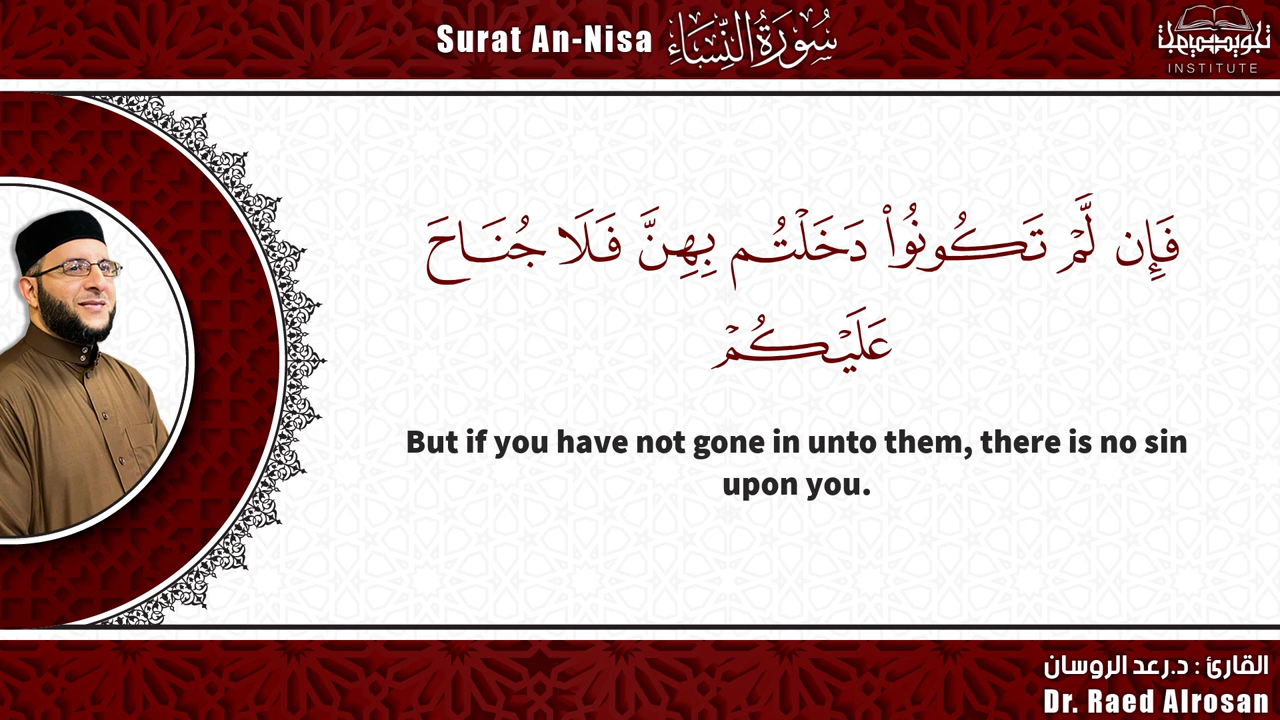 Surat An-Nisa سُورَةُ النِّسَاءِ
INSTITUTE
فَإِن لَّمْ تَكُونُوا۟ دَخَلْتُم بِهِنَّ فَلَا جُنَاحَ
عَلَيْكُمْ
But if you have not gone in unto them, there is no sin
upon you.
القارئ : د.رعد الروسان
Dr. Raed Alrosan